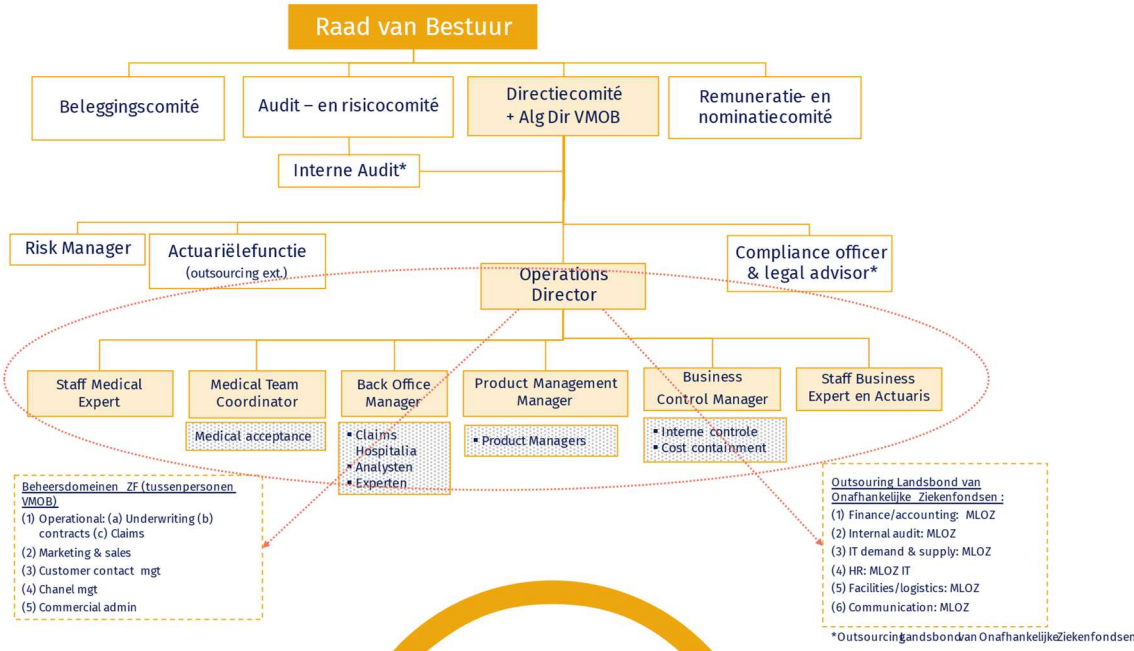 Raad van Bestuur
Beleggingscomité
Audit – en risicocomité
Directiecomité
+ Alg Dir VMOB
Remuneratie- en
nominatiecomité
Interne Audit*
Risk Manager
Actuariëlefunctie
(outsourcing ext.)
Compliance officer
& legal advisor*
Operations
Director
Staff Medical
Expert
Medical Team
Coordinator
Back Office
Manager
Product Management
Manager
Business
Control Manager
Staff Business
Expert en Actuaris
Medical acceptance
▪ Claims
Hospitalia
▪ Analysten
▪ Experten
▪ Product Managers
▪ Interne controle
▪ Cost containment
Beheersdomeinen ZF (tussenpersonen
VMOB)
(1) Operational: (a) Underwriting (b)
contracts (c) Claims
(2) Marketing & sales
(3) Customer contact mgt
(4) Chanel mgt
(5) Commercial admin
Outsouring Landsbond van
Onafhankelijke Ziekenfondsen :
(1) Finance/accounting: MLOZ
(2) Internal audit: MLOZ
(3) IT demand & supply: MLOZ
(4) HR: MLOZ IT
(5) Facilities/logistics: MLOZ
(6) Communication: MLOZ
*Outsourcing Landsbond van Onafhankelijke Ziekenfondsen